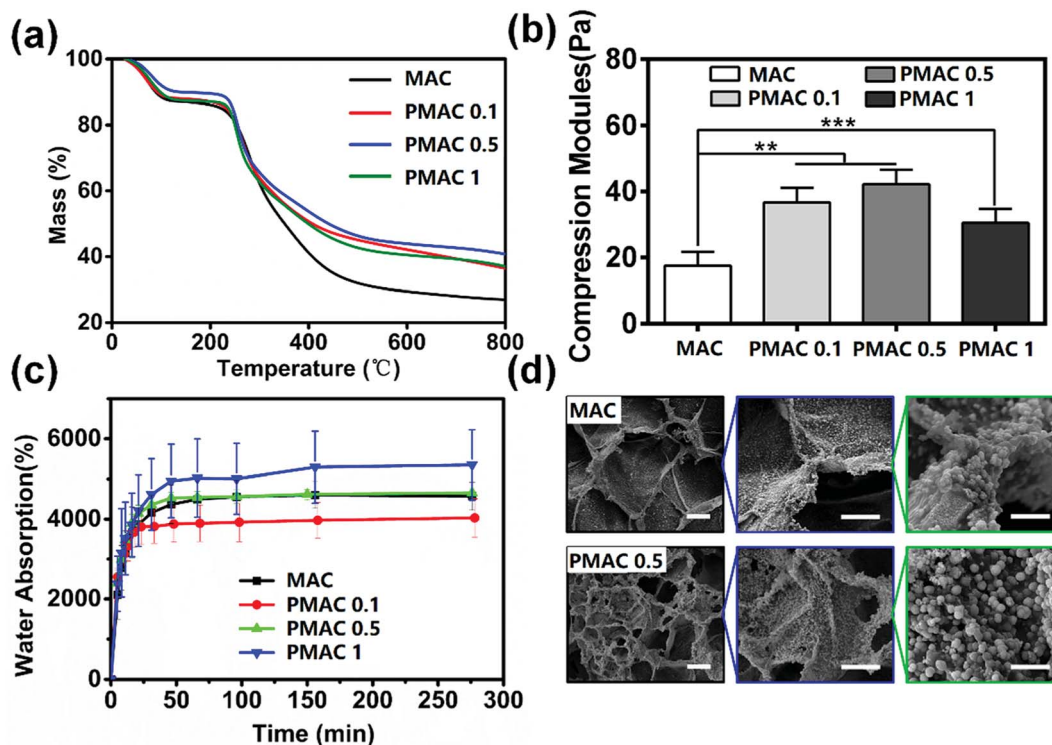 (a)
100
80
60
40
20
Mass (%)
MAC
PMAC 0.1
PMAC 0.5
PMAC 1
0 200 400 600 800
Temperature (℃)
(b)
80
60
40
20
0
Compression Modules(Pa)
MAC PMAC 0.5
PMAC 0.1 PMAC 1
***
**
MAC PMAC 0.1 PMAC 0.5 PMAC 1
(c)
6000
4000
2000
0
Water Absorption(%)
MAC
PMAC 0.1
PMAC 0.5
PMAC 1
0 50 100 150 200 250 300
Time (min)
(d)
MAC
PMAC 0.5